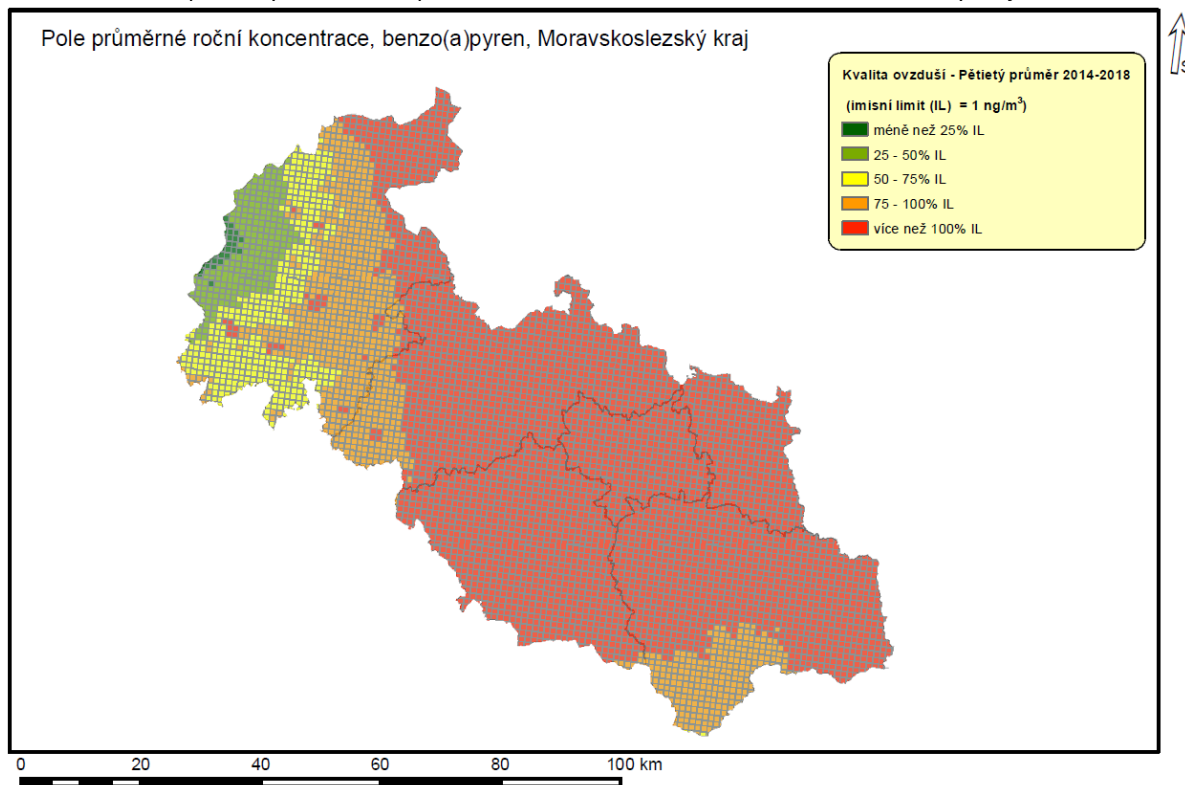 Pole průměrné roční koncentrace, benzo(a)pyren, Moravskoslezský kraj
Kvalita ovzduší - Pětietý průměr 2014-2018
(imisní limit (IL) = 1 ng/m³)
méně než 25% IL
25 - 50% IL
50 - 75% IL
75 - 100% IL
více než 100% IL
0 20 40 60 80 100 km